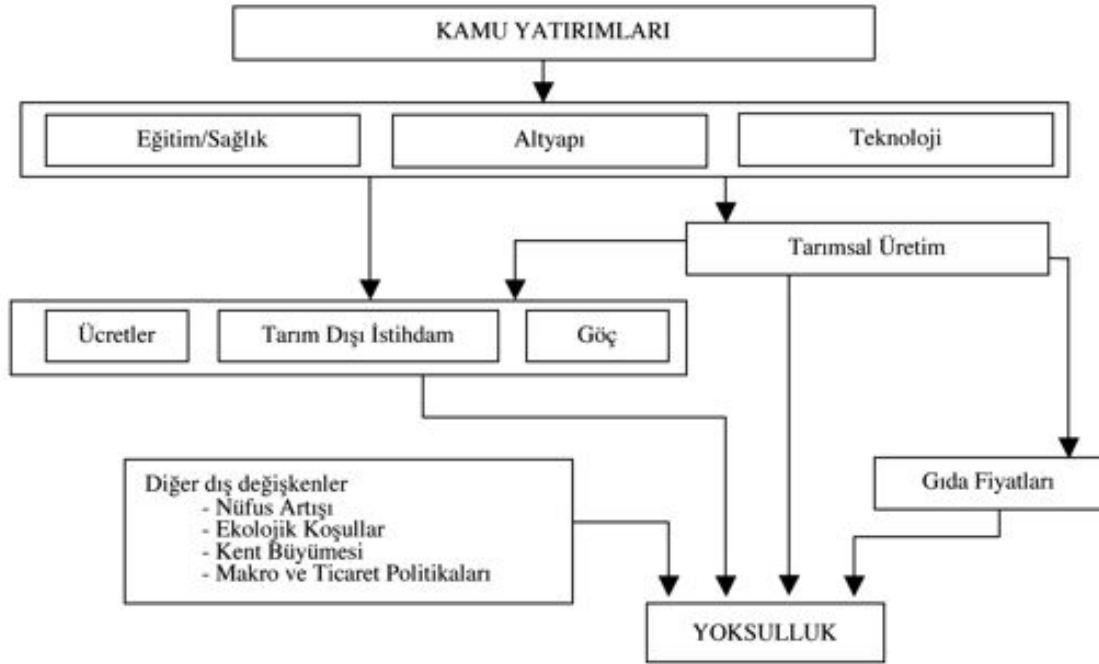 KAMU YATIRIMLARI
Eğitim/Sağlık
Altyapı
Teknoloji
Tarımsal Üretim
Ücretler
Tarım Dışı İstihdam
Göç
Diğer dış değişkenler
- Nüfus Artışı
- Ekolojik Koşullar
- Kent Büyümesi
- Makro ve Ticaret Politikaları
Gıda Fiyatları
YOKSULLUK